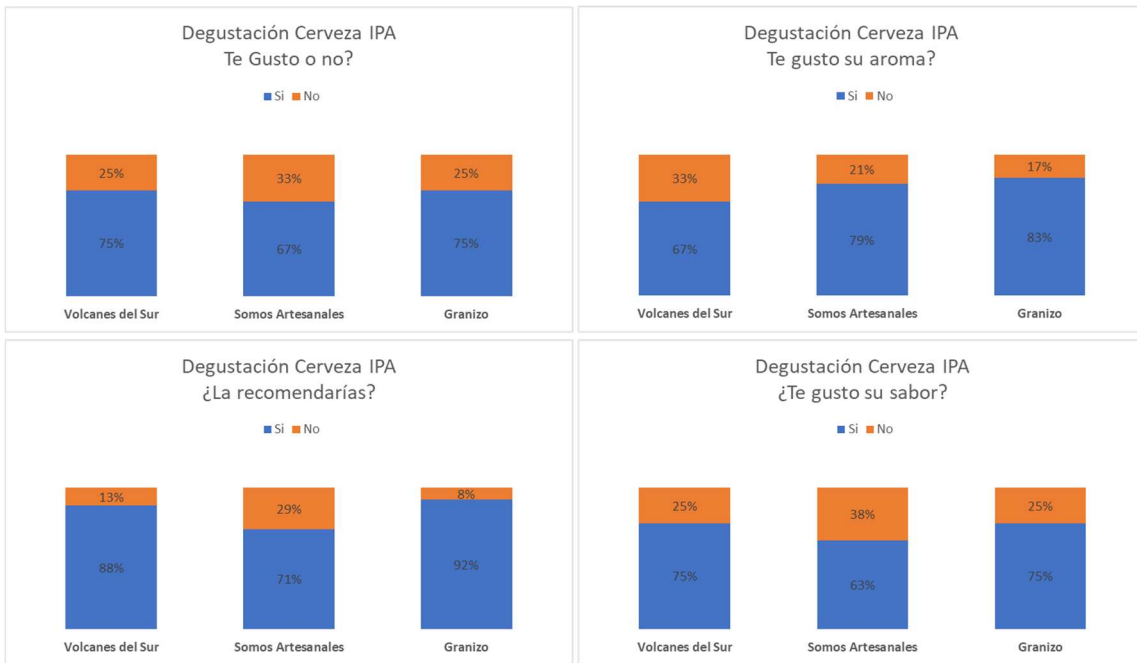 Degustación Cerveza IPA
Te Gusto o no?
Si No
25% 33% 25%
75% 67% 75%
Volcanes del Sur Somos Artesanales Granizo
Degustación Cerveza IPA
Te gusto su aroma?
Si No
33% 21% 17%
67% 79% 83%
Volcanes del Sur Somos Artesanales Granizo
Degustación Cerveza IPA
¿La recomendarías?
Si No
13% 29% 8%
88% 71% 92%
Volcanes del Sur Somos Artesanales Granizo
Degustación Cerveza IPA
¿Te gusto su sabor?
Si No
25% 38% 25%
75% 63% 75%
Volcanes del Sur Somos Artesanales Granizo